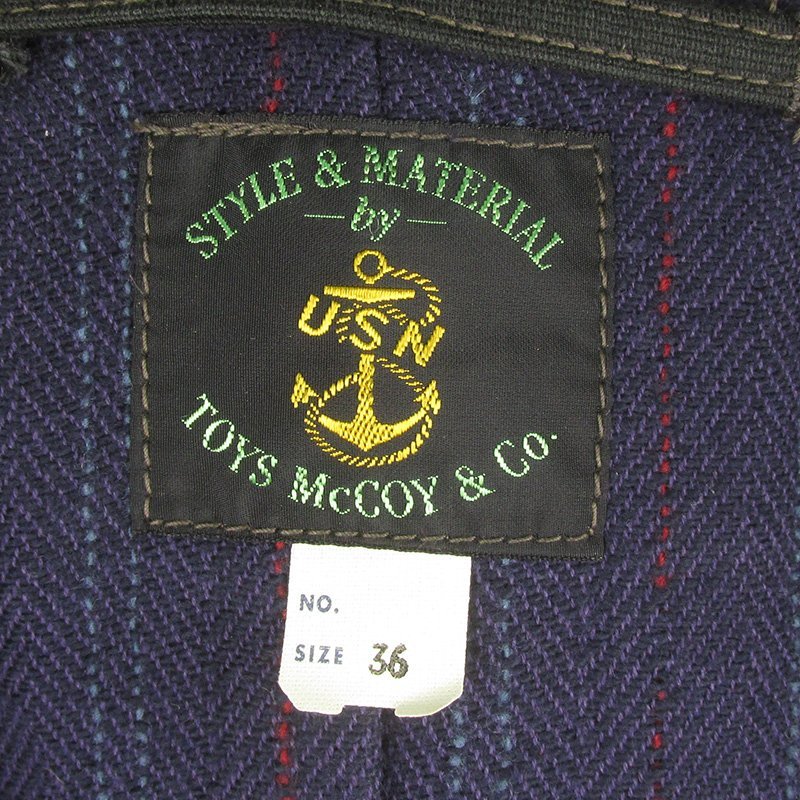 STYLE & MATERIAL
by
USN
TOYS McCOY & Co.
NO.
SIZE 36